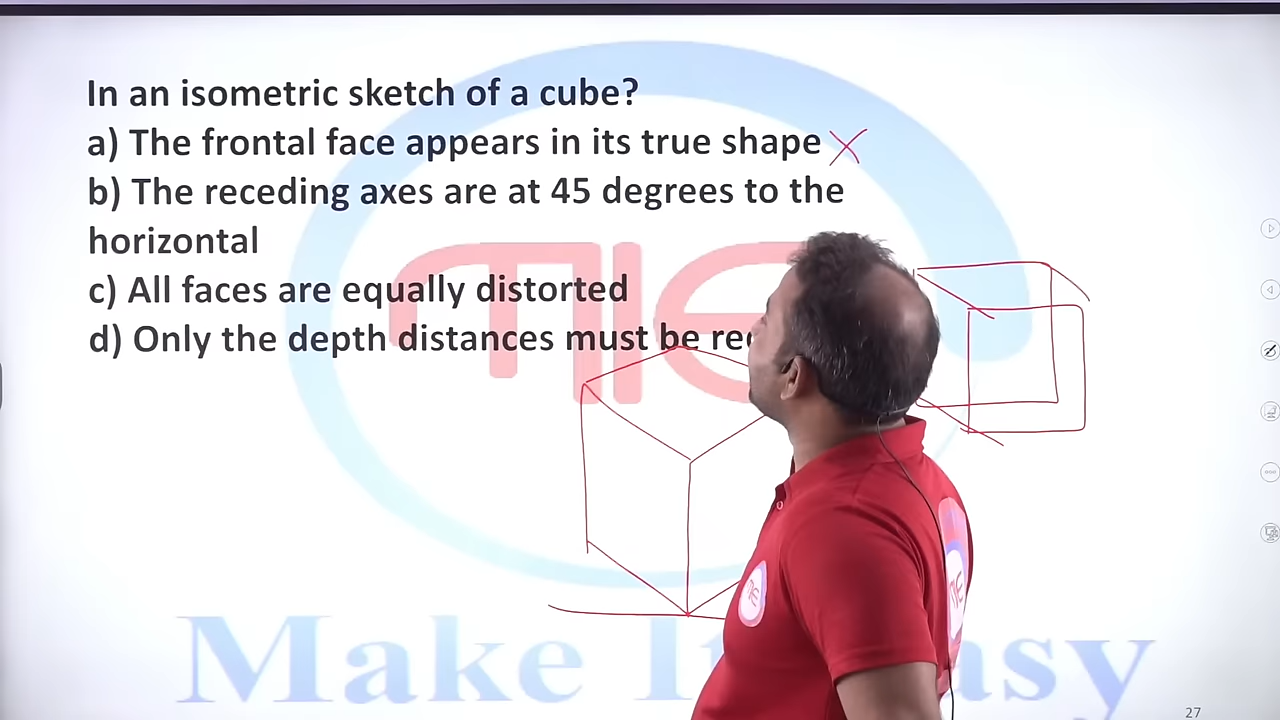 In an isometric sketch of a cube?
a) The frontal face appears in its true shape
b) The receding axes are at 45 degrees to the
horizontal
c) All faces are equally distorted
d) Only the depth distances must be
MIE
Make
27